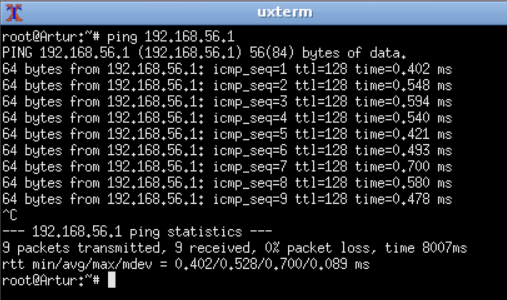 uxterm
root@Artur:~# ping 192.168.56.1
PING 192.168.56.1 (192.168.56.1) 56(84) bytes of data.
64 bytes from 192.168.56.1: icmp_seq=1 ttl=128 time=0.402 ms
64 bytes from 192.168.56.1: icmp_seq=2 ttl=128 time=0.548 ms
64 bytes from 192.168.56.1: icmp_seq=3 ttl=128 time=0.594 ms
64 bytes from 192.168.56.1: icmp_seq=4 ttl=128 time=0.540 ms
64 bytes from 192.168.56.1: icmp_seq=5 ttl=128 time=0.421 ms
64 bytes from 192.168.56.1: icmp_seq=6 ttl=128 time=0.493 ms
64 bytes from 192.168.56.1: icmp_seq=7 ttl=128 time=0.700 ms
64 bytes from 192.168.56.1: icmp_seq=8 ttl=128 time=0.580 ms
64 bytes from 192.168.56.1: icmp_seq=9 ttl=128 time=0.478 ms
^C
--- 192.168.56.1 ping statistics ---
9 packets transmitted, 9 received, 0% packet loss, time 8007ms
rtt min/avg/max/mdev = 0.402/0.528/0.700/0.089 ms
root@Artur:~#